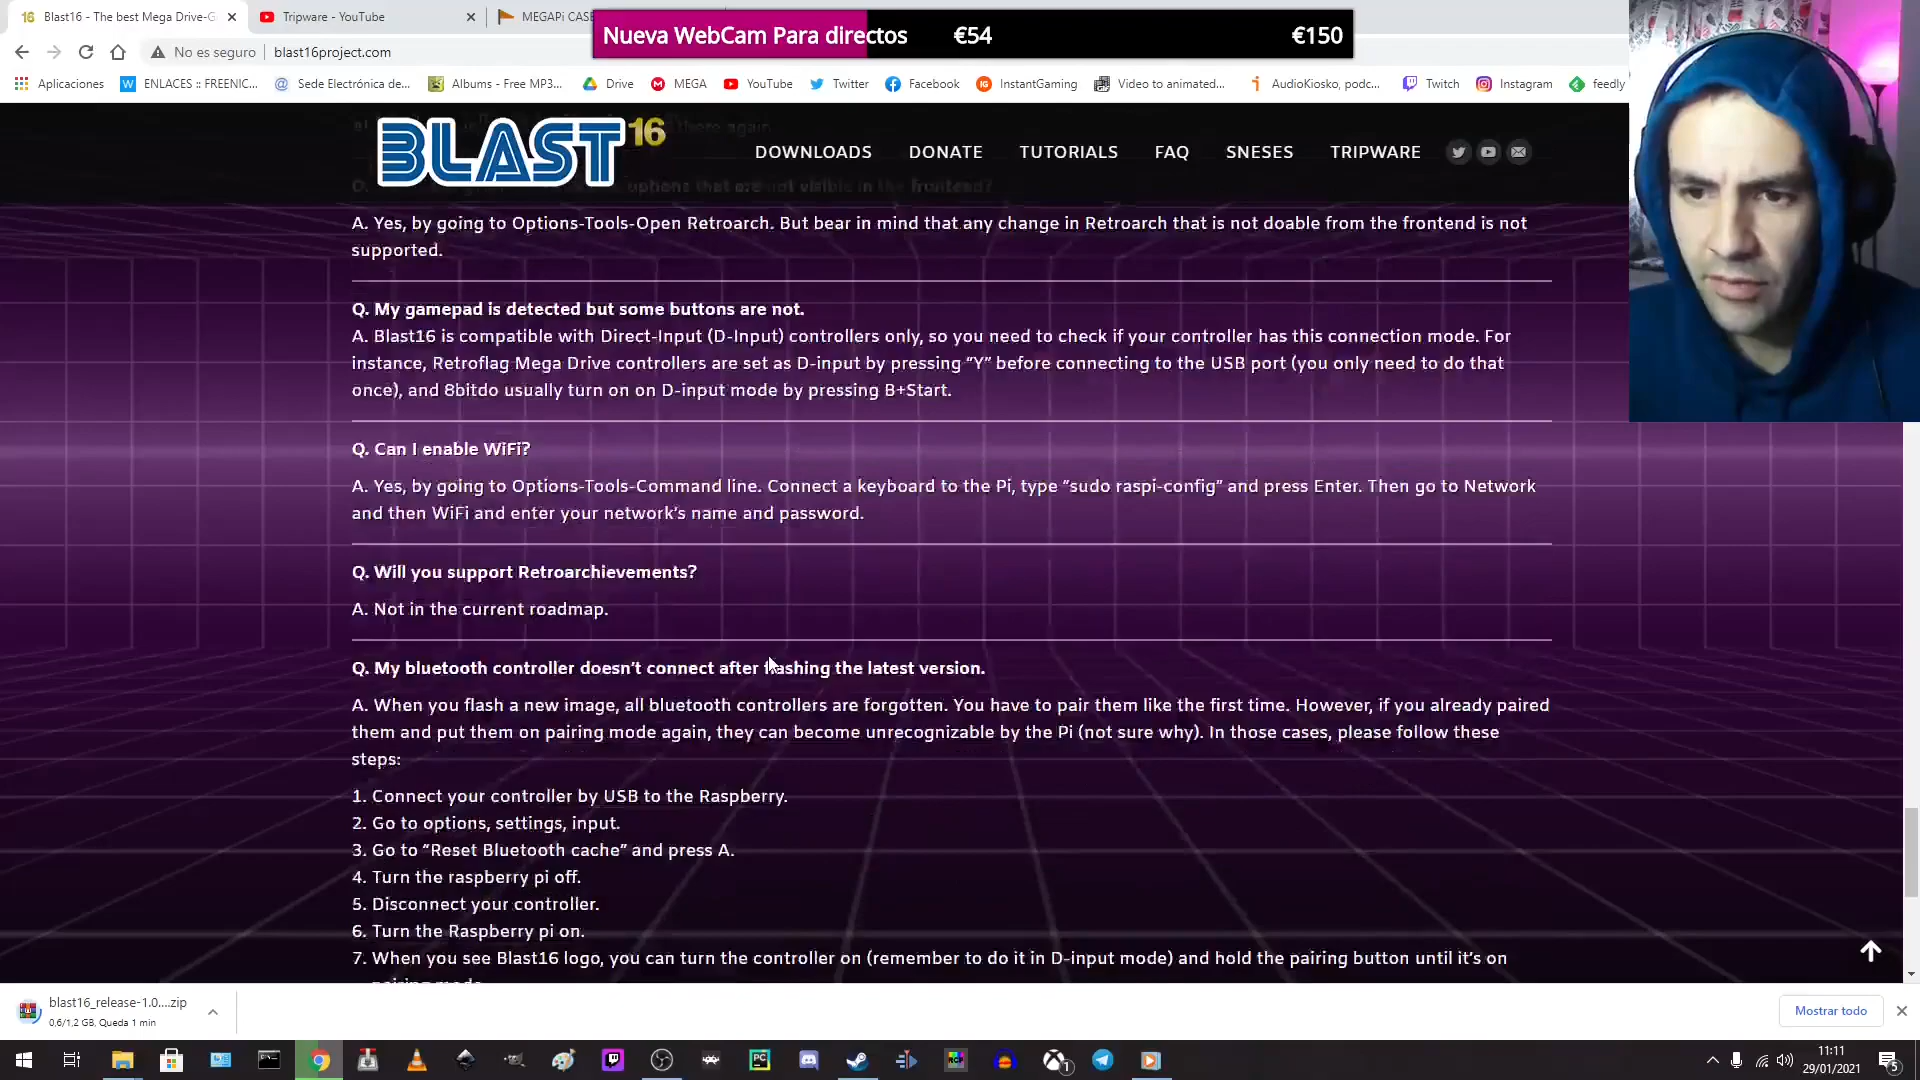 16 Blast16 - The best Mega Drive-G
Tripware - YouTube
MEGAPi CASE
Nueva WebCam Para directos €54 €150
No es seguro blast16project.com
Aplicaciones
ENLACES :: FREENIC...
Sede Electrónica de...
Albums - Free MP3...
Drive
MEGA
YouTube
Twitter
Facebook
InstantGaming
Video to animated...
AudioKiosko, podc...
Twitch
Instagram
feedly
BLAST 16
there again
DOWNLOADS DONATE TUTORIALS FAQ SNESES TRIPWARE
options that are not visible in the frontend?
A. Yes, by going to Options-Tools-Open Retroarch. But bear in mind that any change in Retroarch that is not doable from the frontend is not
supported.
Q. My gamepad is detected but some buttons are not.
A. Blast16 is compatible with Direct-Input (D-Input) controllers only, so you need to check if your controller has this connection mode. For
instance, Retroflag Mega Drive controllers are set as D-input by pressing “Y” before connecting to the USB port (you only need to do that
once), and 8bitdo usually turn on on D-input mode by pressing B+Start.
Q. Can I enable WiFi?
A. Yes, by going to Options-Tools-Command line. Connect a keyboard to the Pi, type “sudo raspi-config” and press Enter. Then go to Network
and then WiFi and enter your network’s name and password.
Q. Will you support Retroarchievements?
A. Not in the current roadmap.
Q. My bluetooth controller doesn’t connect after flashing the latest version.
A. When you flash a new image, all bluetooth controllers are forgotten. You have to pair them like the first time. However, if you already paired
them and put them on pairing mode again, they can become unrecognizable by the Pi (not sure why). In those cases, please follow these
steps:
1. Connect your controller by USB to the Raspberry.
2. Go to options, settings, input.
3. Go to “Reset Bluetooth cache” and press A.
4. Turn the raspberry pi off.
5. Disconnect your controller.
6. Turn the Raspberry pi on.
7. When you see Blast16 logo, you can turn the controller on (remember to do it in D-input mode) and hold the pairing button until it’s on
pairing mode.
blast16_release-1.0....zip
0,6/1,2 GB, Queda 1 min
Mostrar todo
11:11
29/01/2021